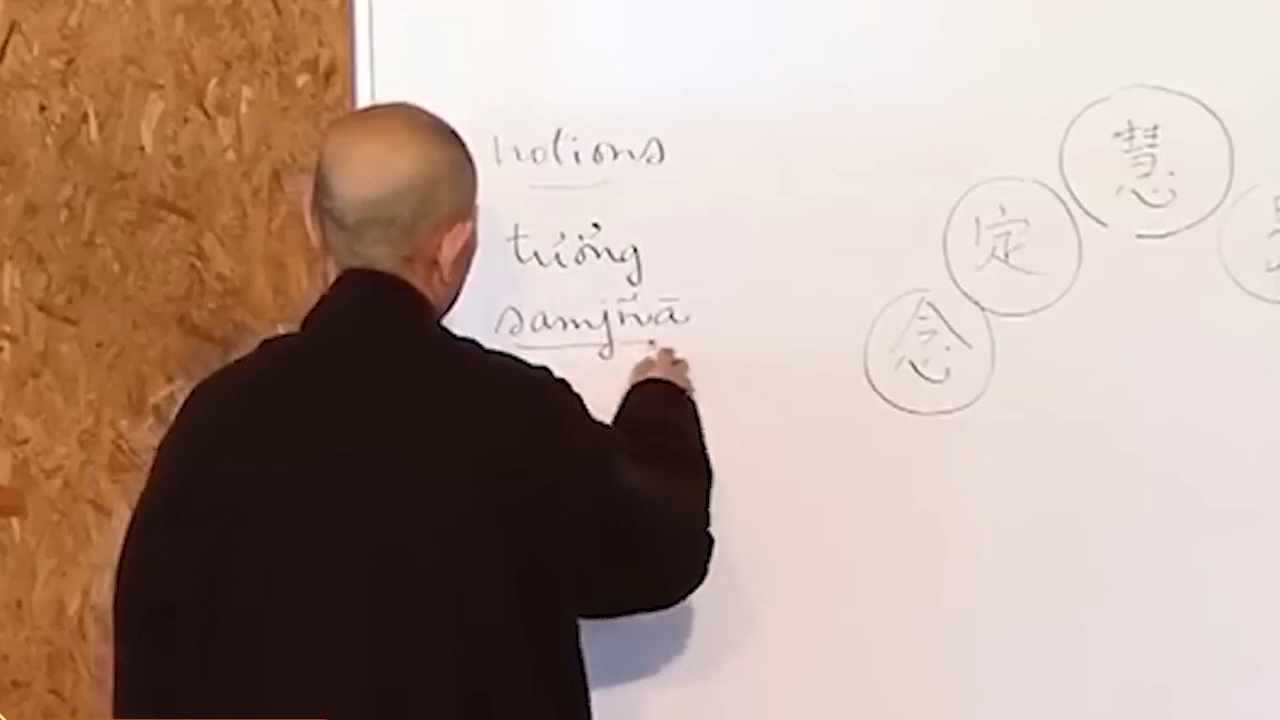 notions
tưởng
samjñā
慧
定
念